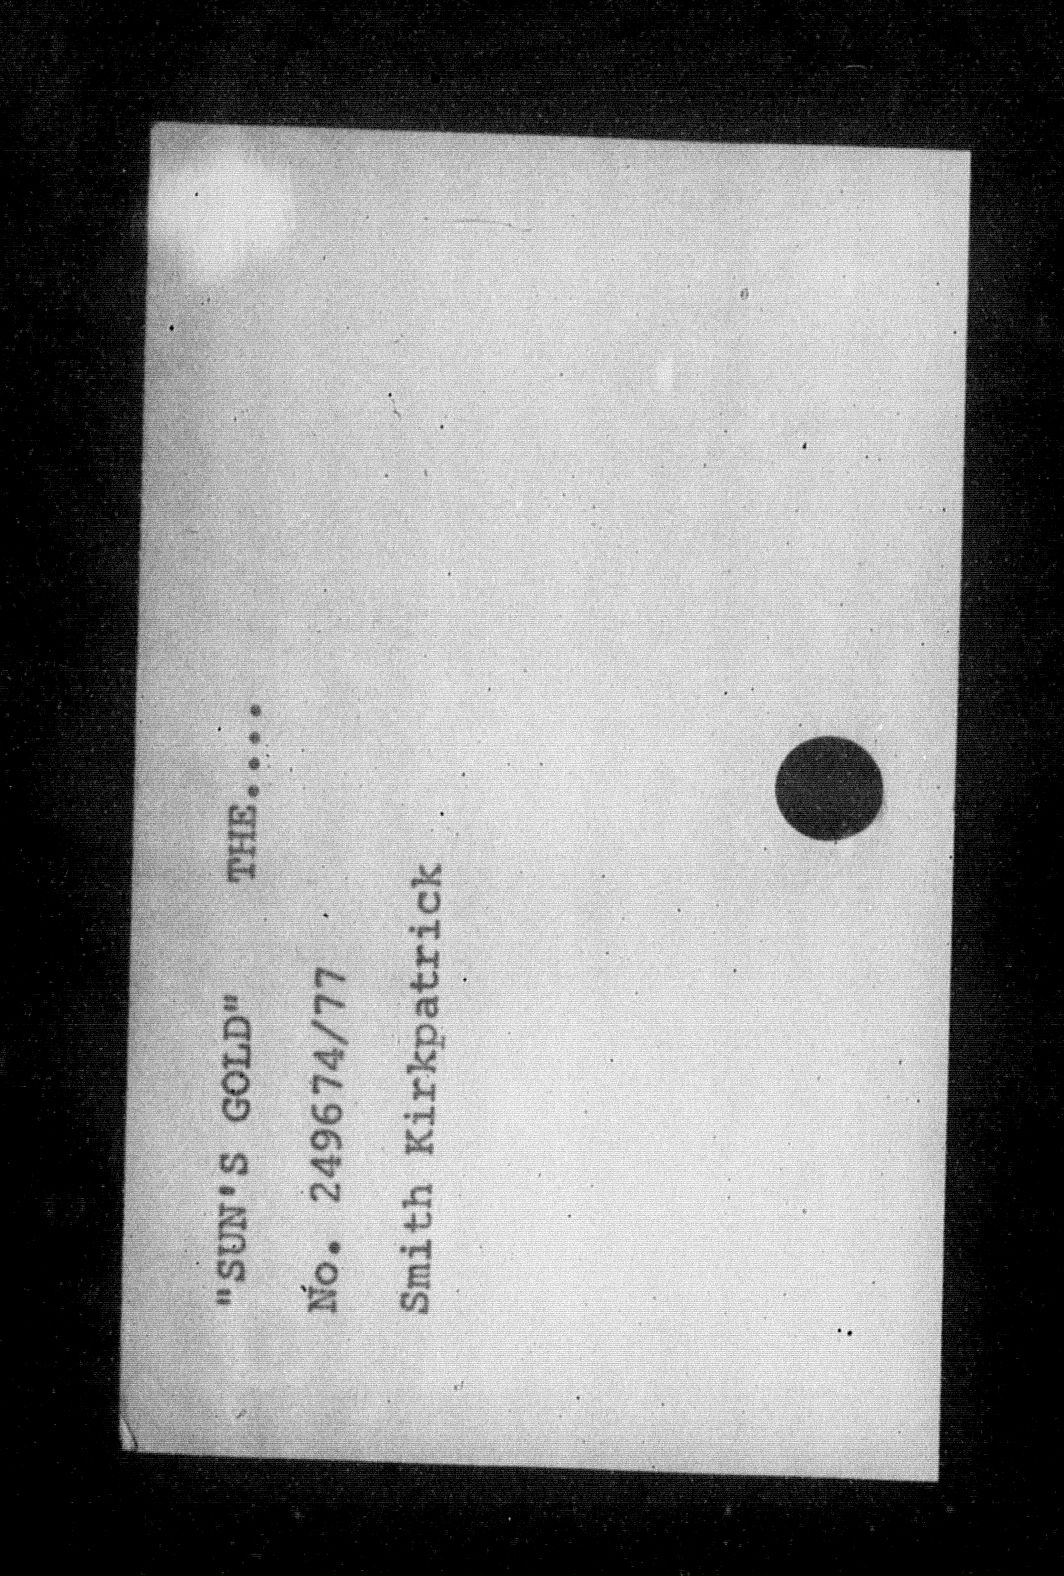 "SUN'S GOLD" THE....
No. 249674/77
Smith Kirkpatrick